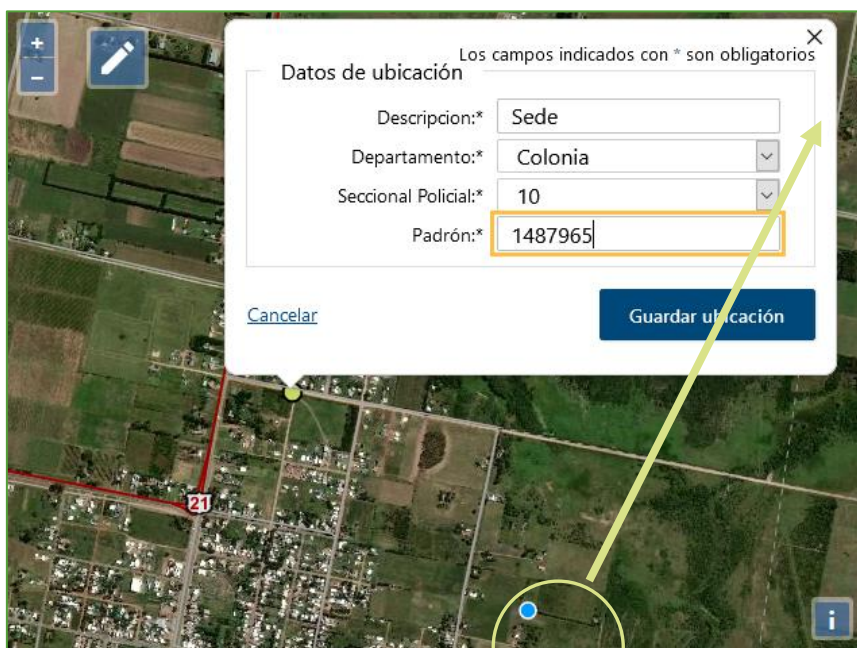 +
−
×
Los campos indicados con * son obligatorios
Datos de ubicación
Descripcion:* Sede
Departamento:* Colonia
Seccional Policial:* 10
Padrón:* 1487965
Cancelar
Guardar ubicación
21
i